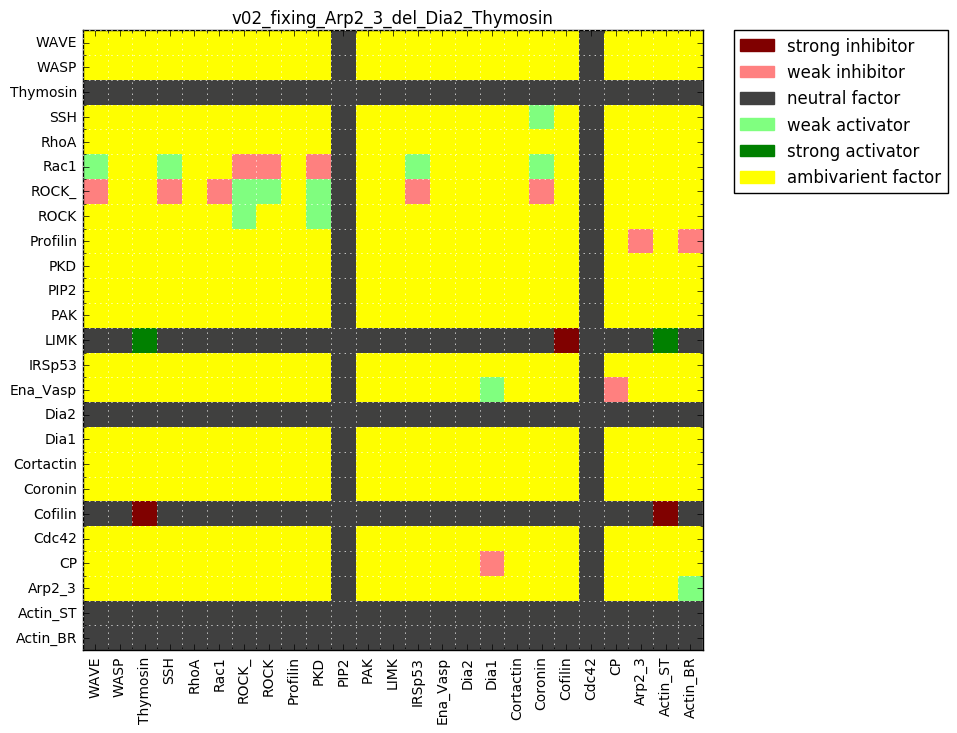 v02_fixing_Arp2_3_del_Dia2_Thymosin
WAVE
WASP
Thymosin
SSH
RhoA
Rac1
ROCK_
ROCK
Profilin
PKD
PIP2
PAK
LIMK
IRSp53
Ena_Vasp
Dia2
Dia1
Cortactin
Coronin
Cofilin
Cdc42
CP
Arp2_3
Actin_ST
Actin_BR
WAVE
WASP
Thymosin
SSH
RhoA
Rac1
ROCK_
ROCK
Profilin
PKD
PIP2
PAK
LIMK
IRSp53
Ena_Vasp
Dia2
Dia1
Cortactin
Coronin
Cofilin
Cdc42
CP
Arp2_3
Actin_ST
Actin_BR
strong inhibitor
weak inhibitor
neutral factor
weak activator
strong activator
ambivarient factor